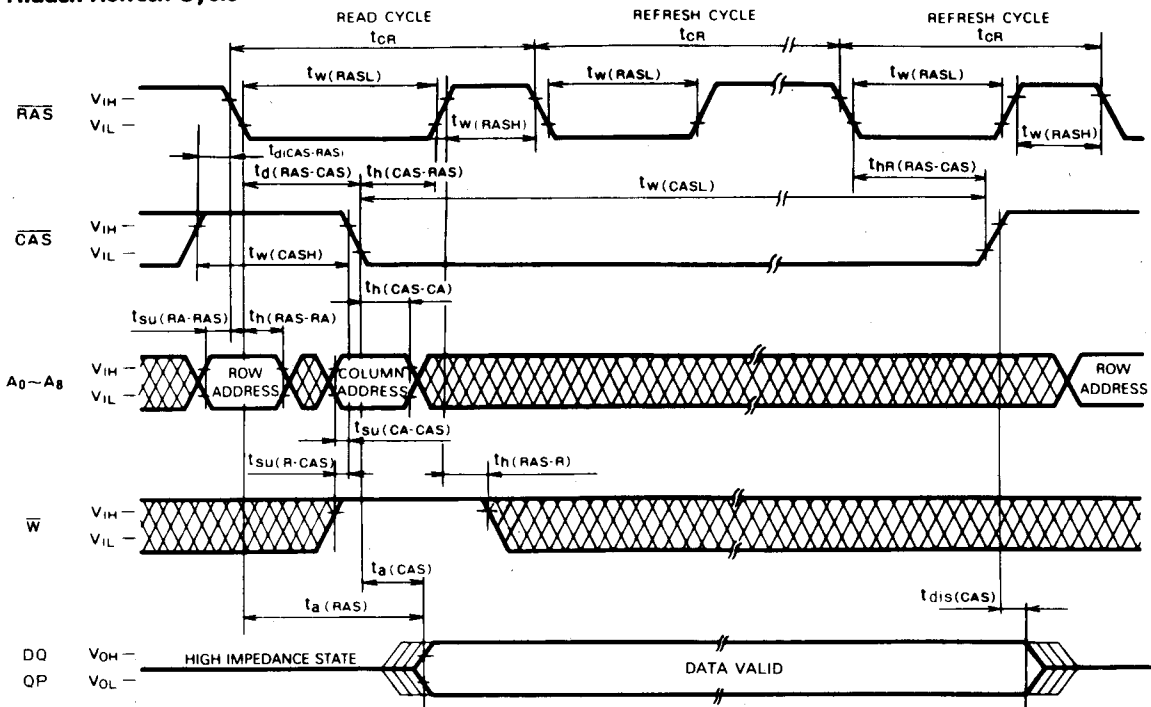 Hidden Refresh Cycle
READ CYCLE REFRESH CYCLE REFRESH CYCLE
tCR tCR tCR
tw(RASL) tw(RASL) tw(RASL)
RAS VIH
VIL
tw(RASH) tw(RASH)
td(CAS-RAS)
td(RAS-CAS) th(CAS-RAS) thR(RAS-CAS)
tw(CASL)
CAS VIH
VIL
tw(CASH)
th(CAS-CA)
tsu(RA-RAS) th(RAS-RA)
A0~A8 VIH
VIL
ROW ADDRESS
COLUMN ADDRESS
ROW ADDRESS
tsu(CA-CAS)
tsu(R-CAS) th(RAS-R)
W VIH
VIL
ta(CAS)
ta(RAS) tdis(CAS)
DQ VOH HIGH IMPEDANCE STATE DATA VALID
QP VOL